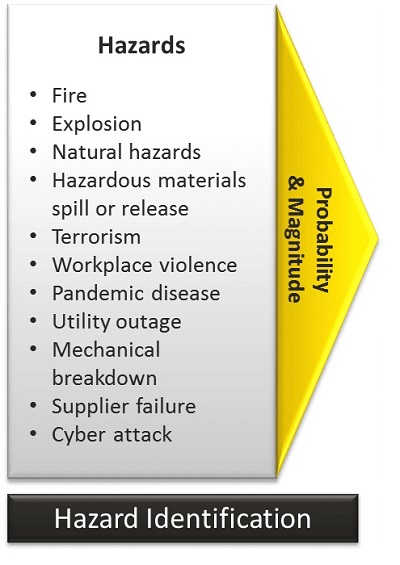 Hazards
• Fire
• Explosion
• Natural hazards
• Hazardous materials
spill or release
• Terrorism
• Workplace violence
• Pandemic disease
• Utility outage
• Mechanical
breakdown
• Supplier failure
• Cyber attack
Probability
& Magnitude
Hazard Identification